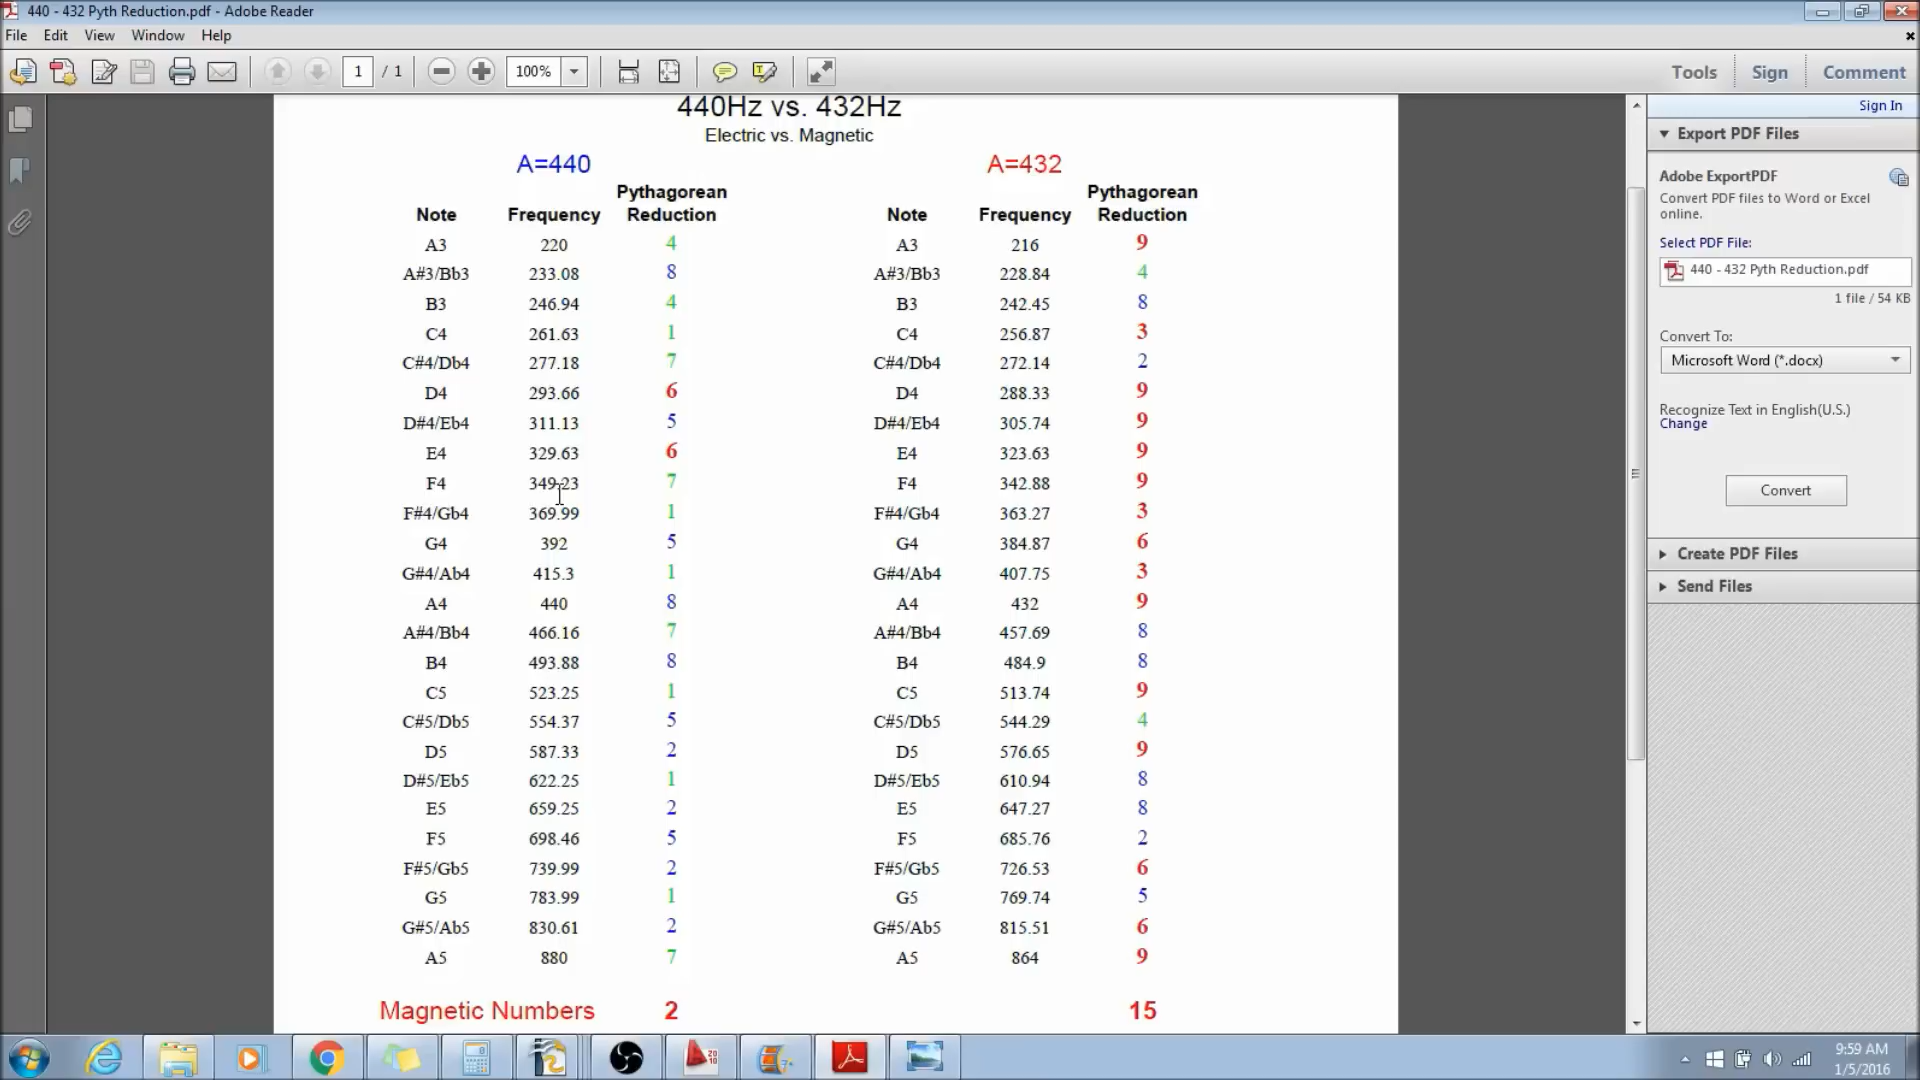 440 - 432 Pyth Reduction.pdf - Adobe Reader
File Edit View Window Help
1 / 1 100% Tools Sign Comment
Sign In
Export PDF Files
Adobe ExportPDF
Convert PDF files to Word or Excel
online.
Select PDF File:
440 - 432 Pyth Reduction.pdf
1 file / 54 KB
Convert To:
Microsoft Word (*.docx)
Recognize Text in English(U.S.)
Change
Convert
Create PDF Files
Send Files
440Hz vs. 432Hz
Electric vs. Magnetic
A=440 A=432
Pythagorean Pythagorean
Note Frequency Reduction Note Frequency Reduction
A3 220 4 A3 216 9
A#3/Bb3 233.08 8 A#3/Bb3 228.84 4
B3 246.94 4 B3 242.45 8
C4 261.63 1 C4 256.87 3
C#4/Db4 277.18 7 C#4/Db4 272.14 2
D4 293.66 6 D4 288.33 9
D#4/Eb4 311.13 5 D#4/Eb4 305.74 9
E4 329.63 6 E4 323.63 9
F4 349.23 7 F4 342.88 9
F#4/Gb4 369.99 1 F#4/Gb4 363.27 3
G4 392 5 G4 384.87 6
G#4/Ab4 415.3 1 G#4/Ab4 407.75 3
A4 440 8 A4 432 9
A#4/Bb4 466.16 7 A#4/Bb4 457.69 8
B4 493.88 8 B4 484.9 8
C5 523.25 1 C5 513.74 9
C#5/Db5 554.37 5 C#5/Db5 544.29 4
D5 587.33 2 D5 576.65 9
D#5/Eb5 622.25 1 D#5/Eb5 610.94 8
E5 659.25 2 E5 647.27 8
F5 698.46 5 F5 685.76 2
F#5/Gb5 739.99 2 F#5/Gb5 726.53 6
G5 783.99 1 G5 769.74 5
G#5/Ab5 830.61 2 G#5/Ab5 815.51 6
A5 880 7 A5 864 9
Magnetic Numbers 2 15
9:59 AM
1/5/2016